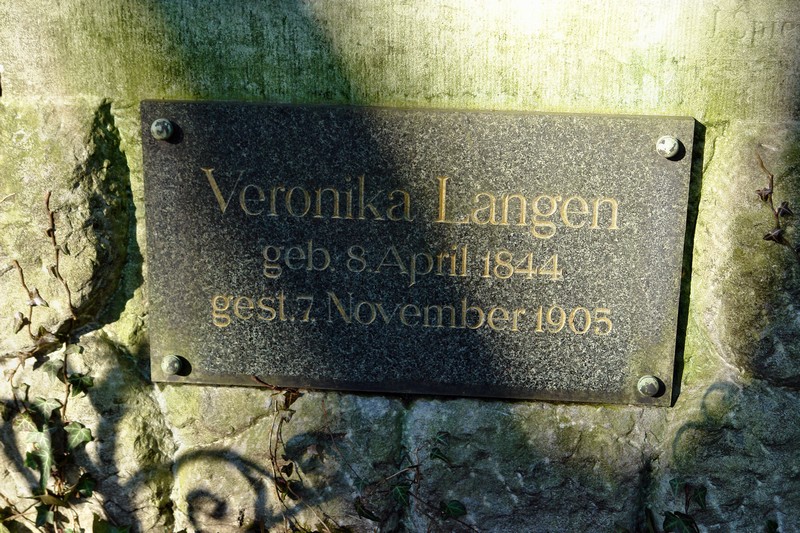 Veronika Langen
geb. 8. April 1844
gest. 7. November 1905